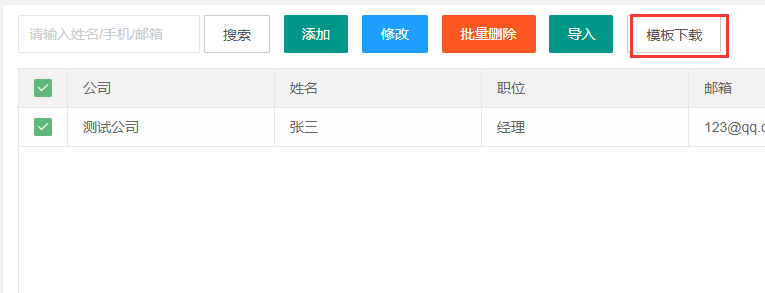 请输入姓名/手机/邮箱 搜索 添加 修改 批量删除 导入 模板下载
公司 姓名 职位 邮箱
测试公司 张三 经理 123@qq.c